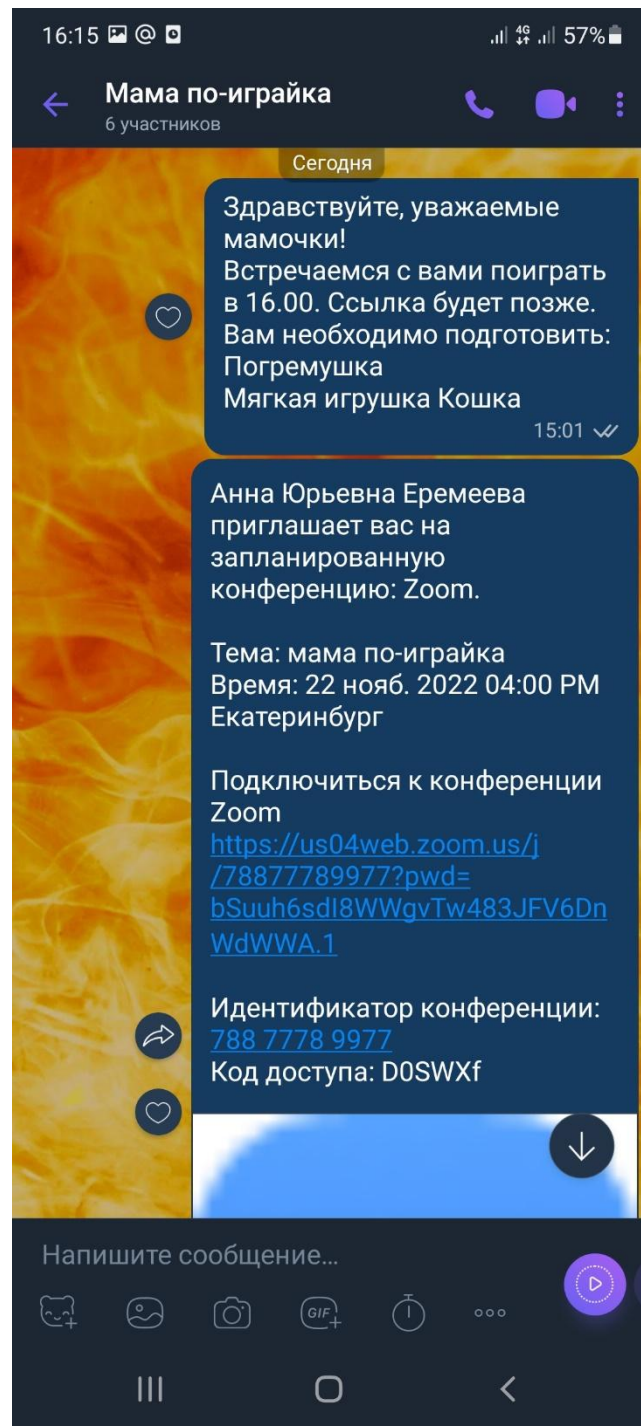 16:15 4G 57%
Мама по-играйка
6 участников
Сегодня
Здравствуйте, уважаемые
мамочки!
Встречаемся с вами поиграть
в 16.00. Ссылка будет позже.
Вам необходимо подготовить:
Погремушка
Мягкая игрушка Кошка
15:01
Анна Юрьевна Еремеева
приглашает вас на
запланированную
конференцию: Zoom.
Тема: мама по-играйка
Время: 22 нояб. 2022 04:00 PM
Екатеринбург
Подключиться к конференции
Zoom
https://us04web.zoom.us/j
/78877789977?pwd=
bSuuh6sdI8WWgvTw483JFV6Dn
WdWWA.1
Идентификатор конференции:
788 7778 9977
Код доступа: D0SWXf
Напишите сообщение...
GIF